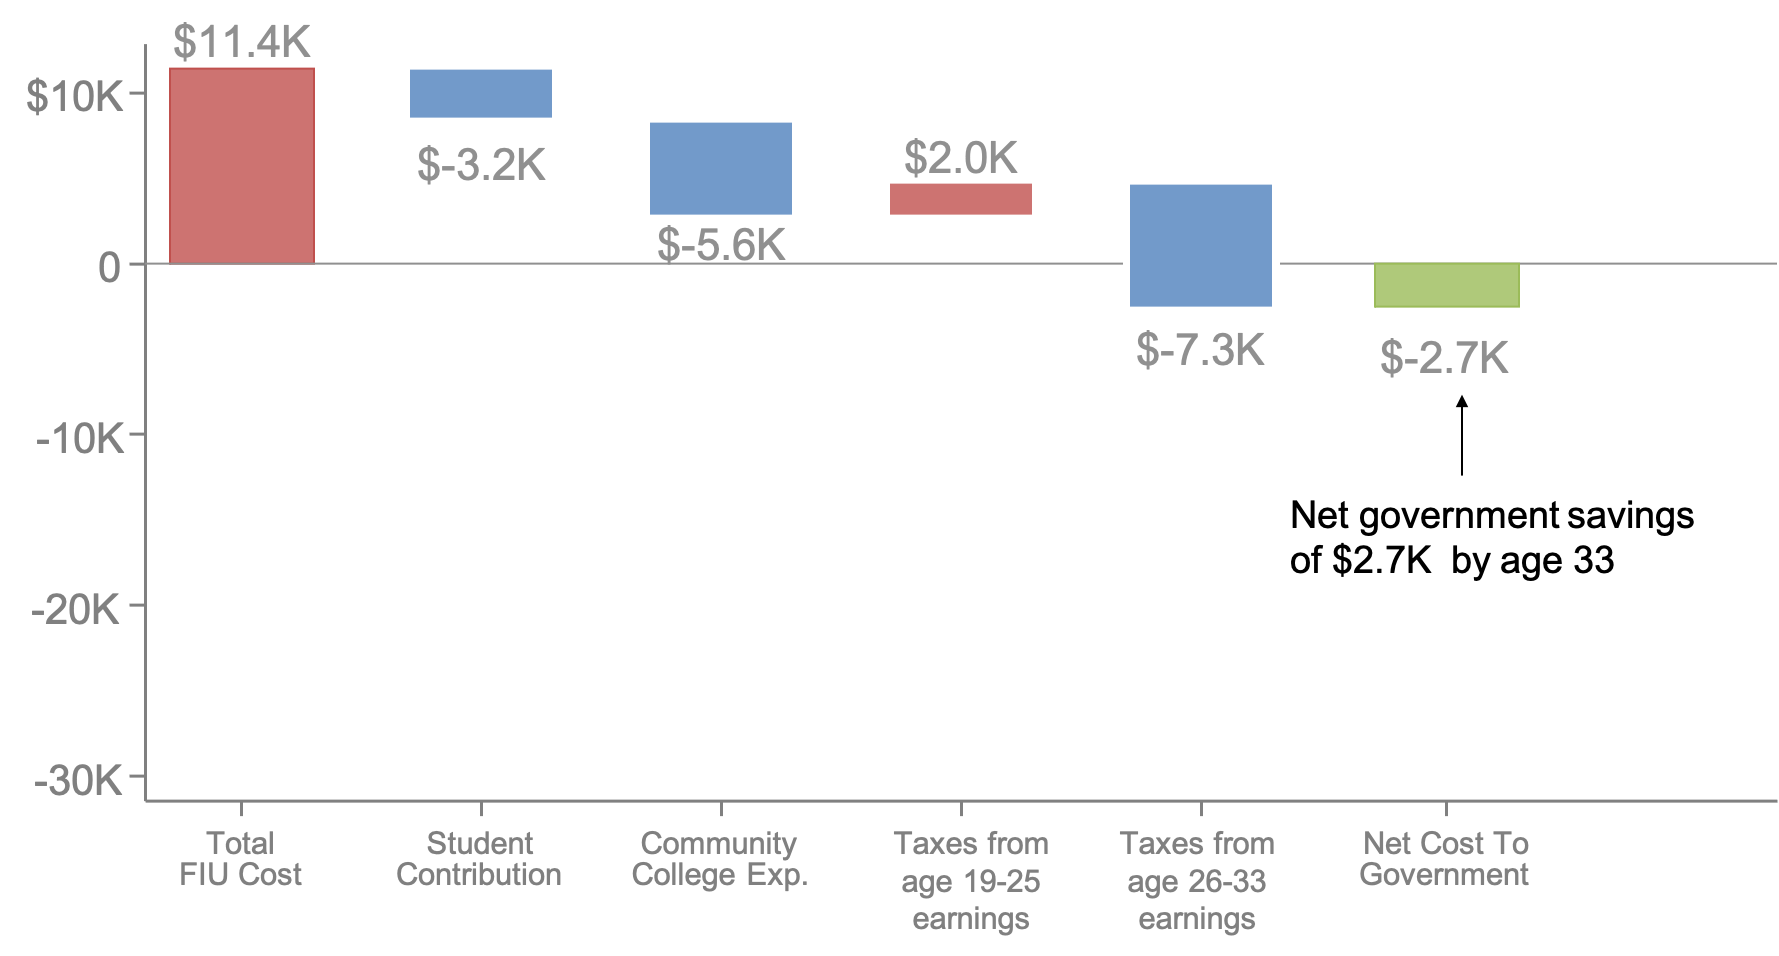 $11.4K
$10K
$-3.2K
$2.0K
$-5.6K
0
$-7.3K
$-2.7K
-10K
Net government savings
of $2.7K by age 33
-20K
-30K
Total
FIU Cost
Student
Contribution
Community
College Exp.
Taxes from
age 19-25
earnings
Taxes from
age 26-33
earnings
Net Cost To
Government